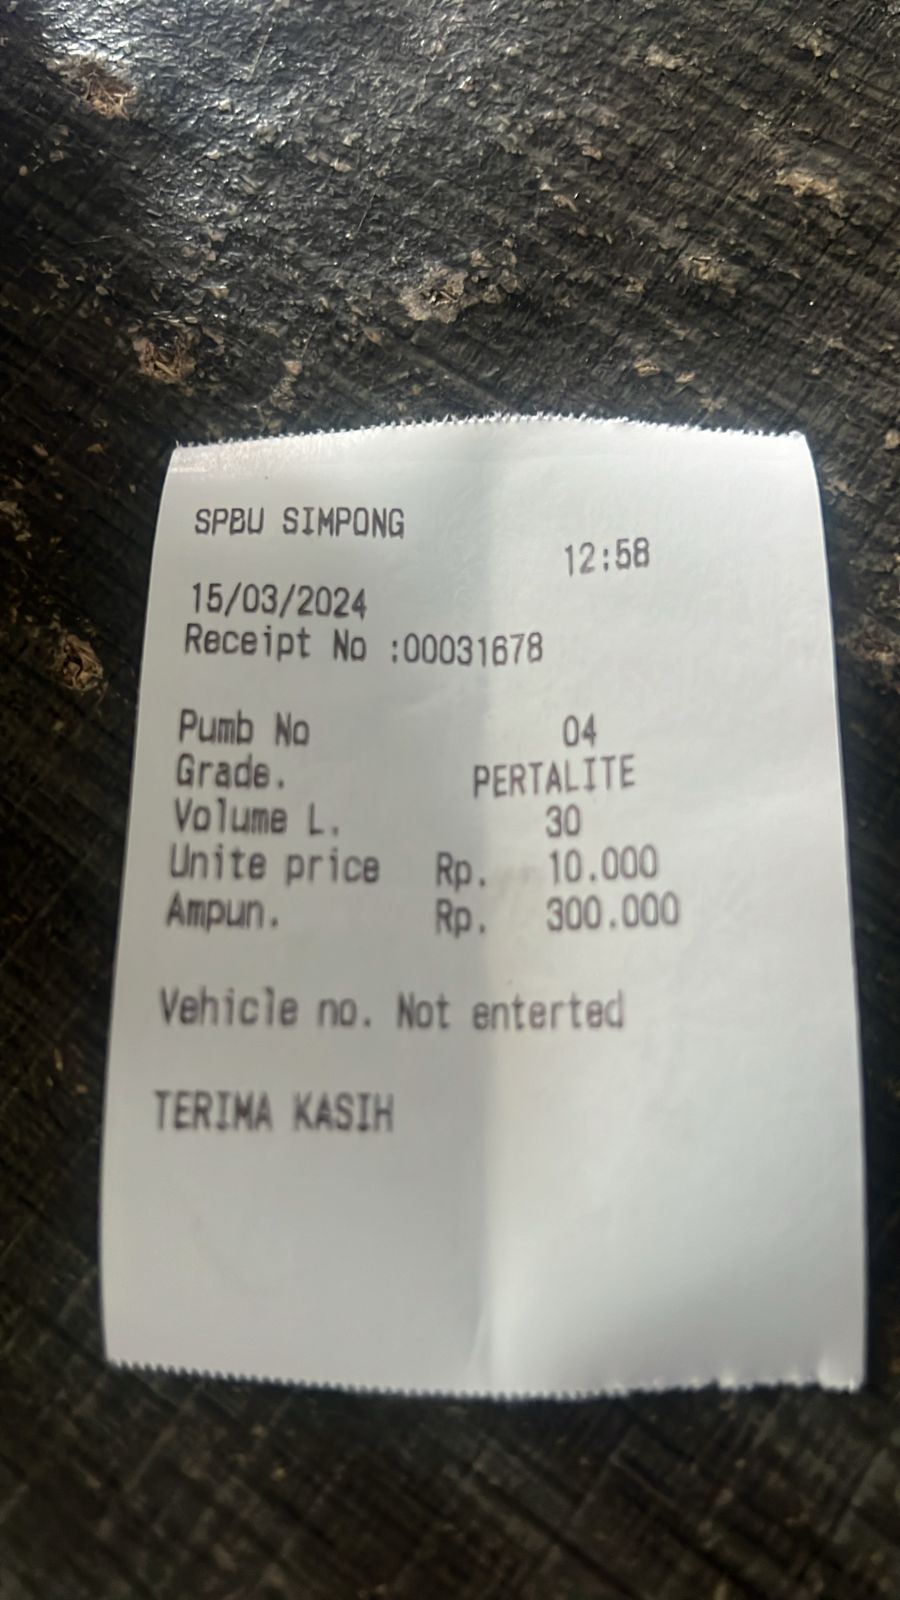 SPBU SIMPONG
12:58
15/03/2024
Receipt No :00031678
Pumb No 04
Grade. PERTALITE
Volume L. 30
Unite price Rp. 10.000
Ampun. Rp. 300.000
Vehicle no. Not enterted
TERIMA KASIH